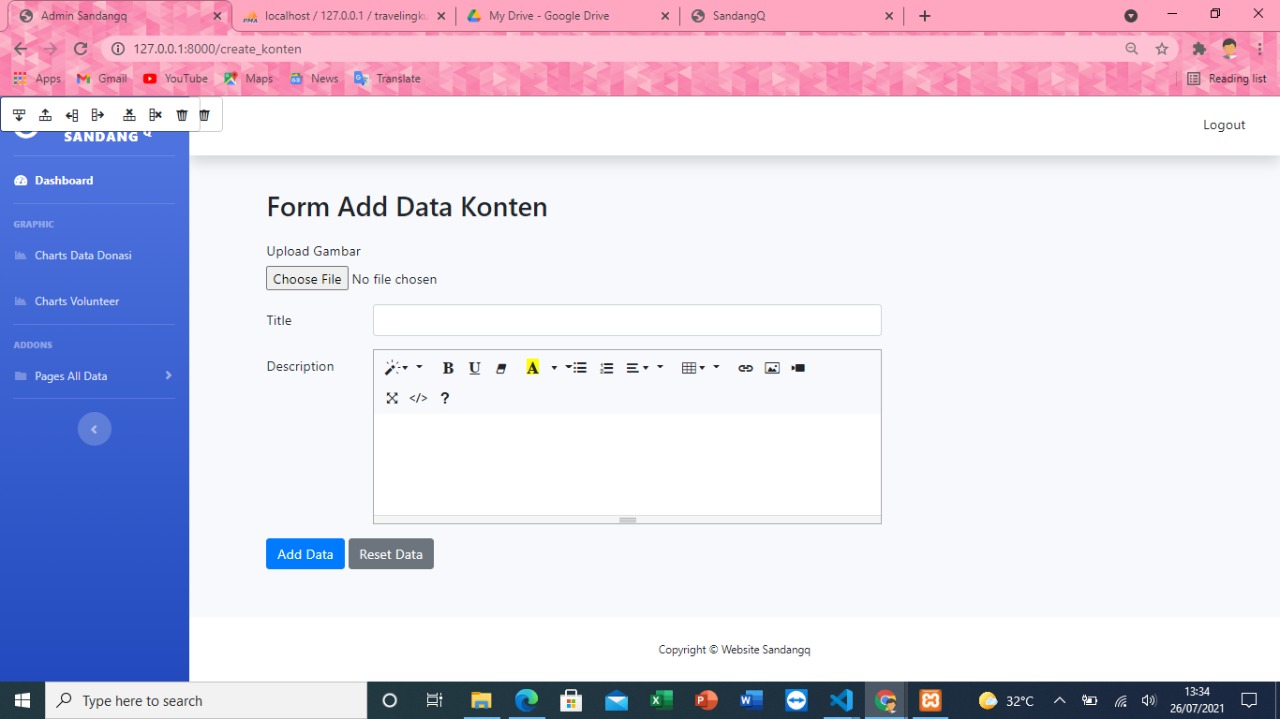 Admin Sandangq
localhost / 127.0.0.1 / travelingku
My Drive - Google Drive
SandangQ
127.0.0.1:8000/create_konten
Apps
Gmail
YouTube
Maps
News
Translate
Reading list
SANDANG Q
Logout
Dashboard
GRAPHIC
Charts Data Donasi
Charts Volunteer
ADDONS
Pages All Data
Form Add Data Konten
Upload Gambar
Choose File No file chosen
Title
Description
B U A
</> ?
Add Data Reset Data
Copyright © Website Sandangq
Type here to search
32°C
13:34
26/07/2021